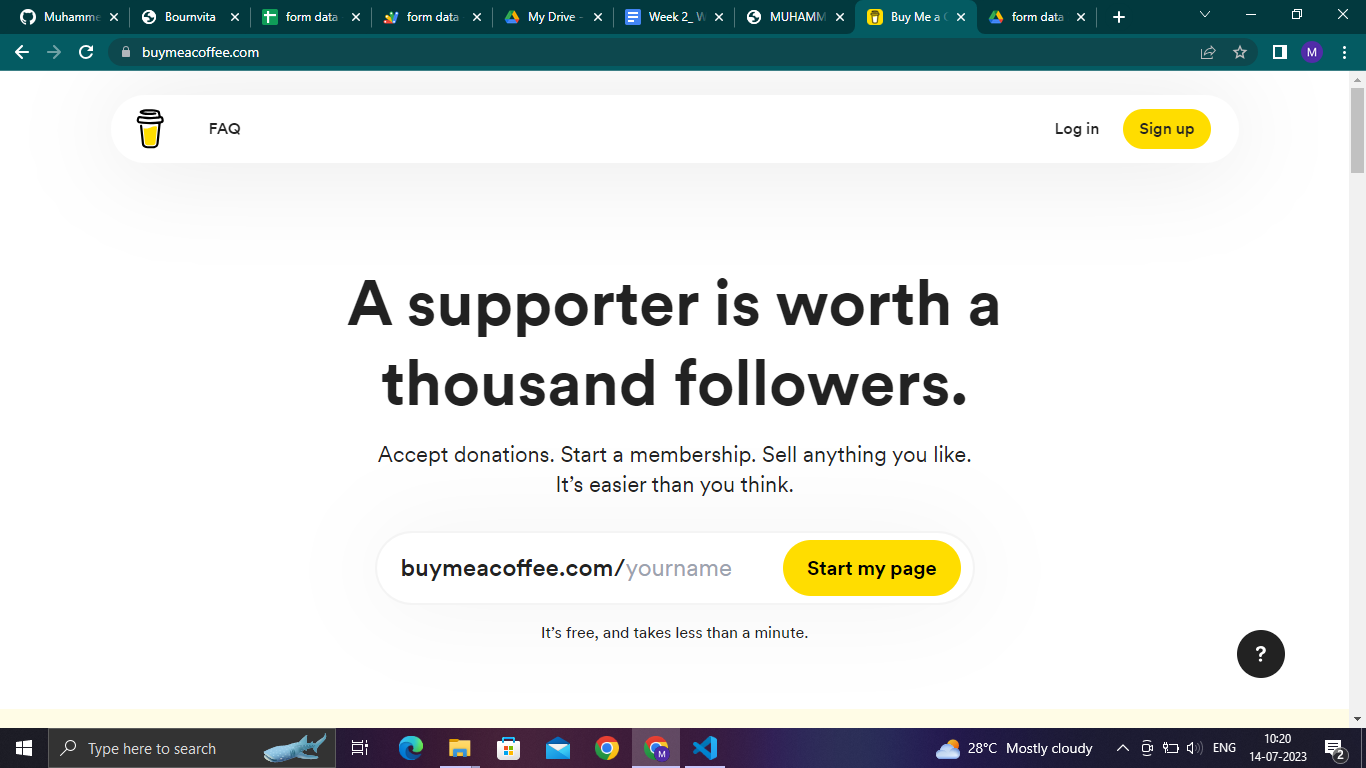 Muhamme
Bournvita
form data
form data
My Drive -
Week 2_ W
MUHAMM
Buy Me a C
form data
buymeacoffee.com
M
FAQ
Log in
Sign up
A supporter is worth a
thousand followers.
Accept donations. Start a membership. Sell anything you like.
It’s easier than you think.
buymeacoffee.com/yourname
Start my page
It’s free, and takes less than a minute.
?
Type here to search
M
28°C Mostly cloudy
ENG
10:20
14-07-2023
2